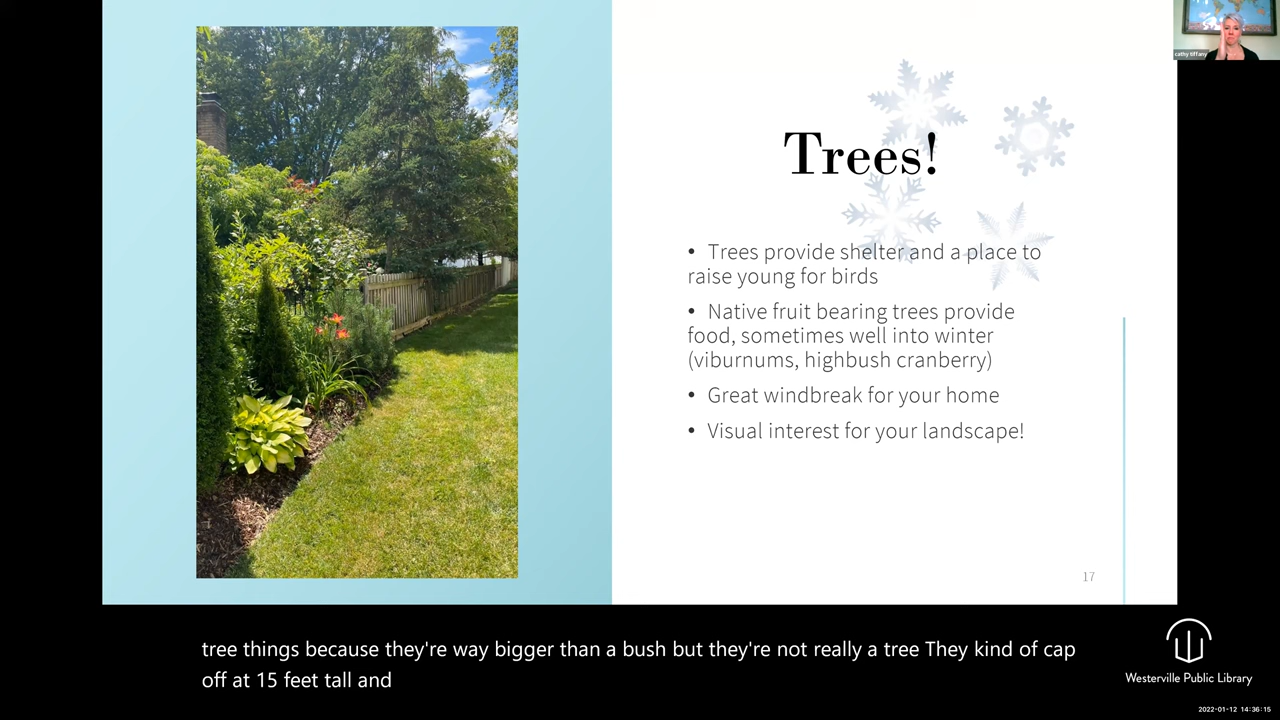 cathy tiffany
Trees!
• Trees provide shelter and a place to
raise young for birds
• Native fruit bearing trees provide
food, sometimes well into winter
(viburnums, highbush cranberry)
• Great windbreak for your home
• Visual interest for your landscape!
17
tree things because they're way bigger than a bush but they're not really a tree They kind of cap
off at 15 feet tall and
Westerville Public Library
2022-01-12 14:36:15